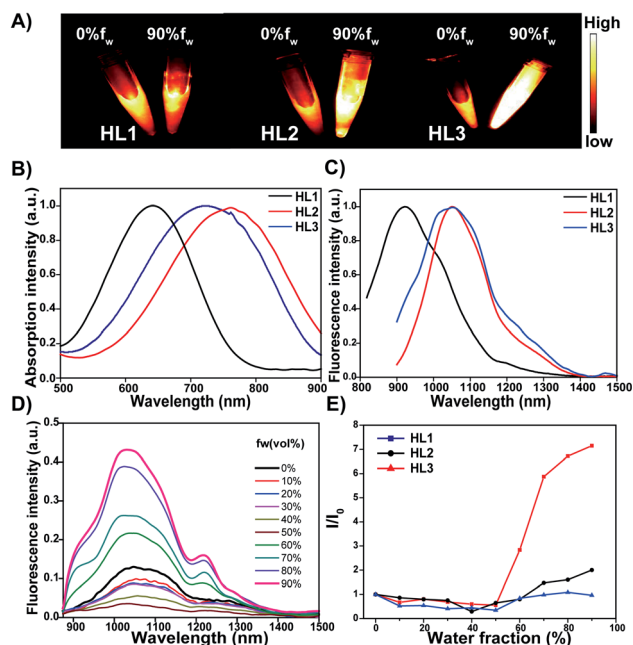 A)
0%fw 90%fw 0%fw 90%fw 0%fw 90%fw High
HL1 HL2 HL3 low
B)
HL1
HL2
HL3
Absorption intensity (a.u.)
1.0
0.8
0.6
0.4
0.2
0.0
500 600 700 800 900
Wavelength (nm)
C)
HL1
HL2
HL3
Fluorescence intensity (a.u.)
1.0
0.8
0.6
0.4
0.2
0.0
800 900 1000 1100 1200 1300 1400 1500
Wavelength (nm)
D)
fw(vol%)
0%
10%
20%
30%
40%
50%
60%
70%
80%
90%
Fluorescence intensity (a.u.)
0.5
0.4
0.3
0.2
0.1
0.0
900 1000 1100 1200 1300 1400 1500
Wavelength (nm)
E)
HL1
HL2
HL3
I/I0
8
7
6
5
4
3
2
1
0
0 20 40 60 80 100
Water fraction (%)